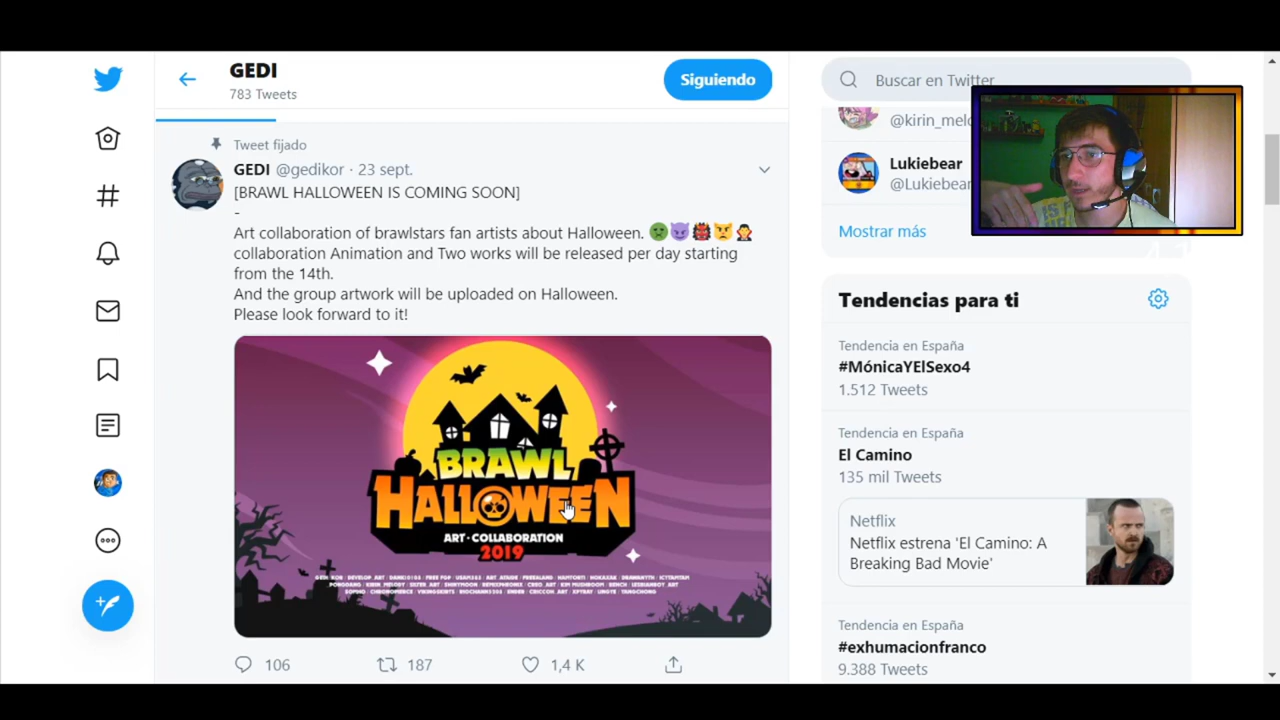 GEDI
783 Tweets
Siguiendo
Tweet fijado
GEDI @gedikor · 23 sept.
[BRAWL HALLOWEEN IS COMING SOON]
-
Art collaboration of brawlstars fan artists about Halloween.
collaboration Animation and Two works will be released per day starting
from the 14th.
And the group artwork will be uploaded on Halloween.
Please look forward to it!
BRAWL
HALLOWEEN
ART·COLLABORATION
2019
106
187
1,4 K
Buscar en Twitter
@kirin_melo
Lukiebear
@Lukiebear
Mostrar más
Tendencias para ti
Tendencia en España
#MónicaYElSexo4
1.512 Tweets
Tendencia en España
El Camino
135 mil Tweets
Netflix
Netflix estrena 'El Camino: A
Breaking Bad Movie'
Tendencia en España
#exhumacionfranco
9.388 Tweets